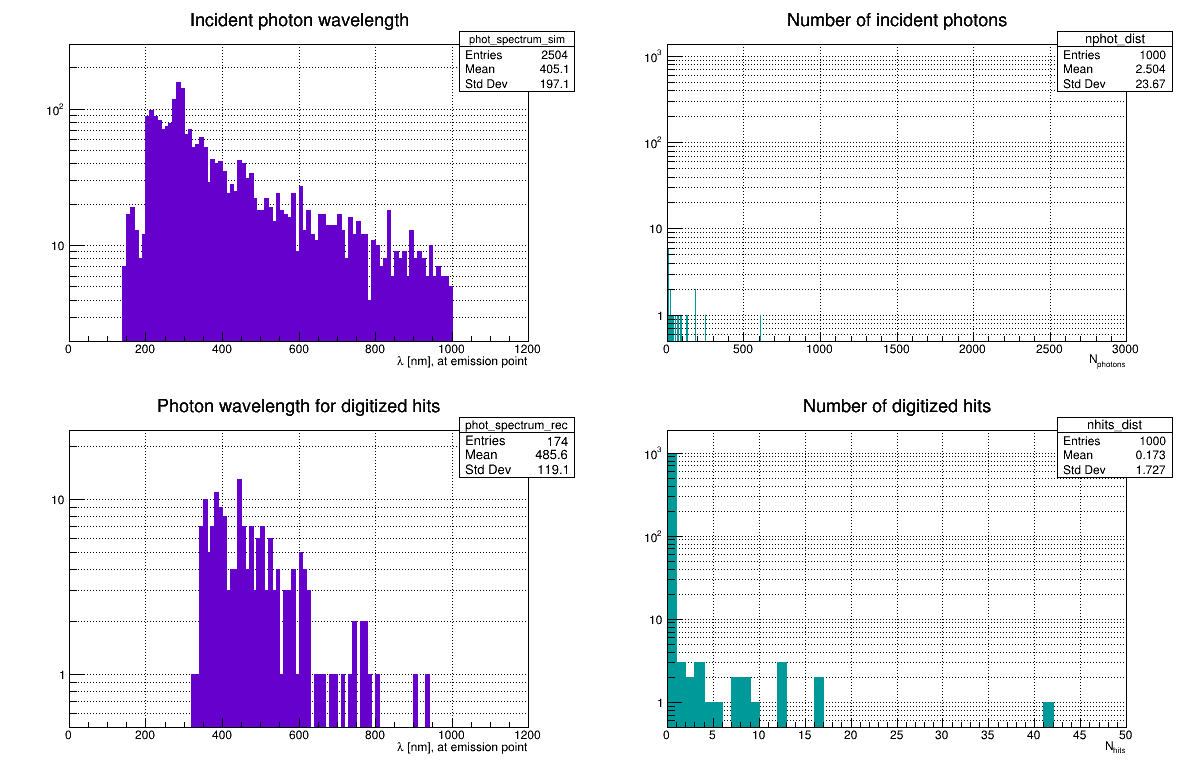 Incident photon wavelength
phot_spectrum_sim
Entries 2504
Mean 405.1
Std Dev 197.1
10²
10
0 200 400 600 800 1000 1200
λ [nm], at emission point
Number of incident photons
nphot_dist
Entries 1000
Mean 2.504
Std Dev 23.67
10³
10²
10
1
0 500 1000 1500 2000 2500 3000
N_photons
Photon wavelength for digitized hits
phot_spectrum_rec
Entries 174
Mean 485.6
Std Dev 119.1
10
1
0 200 400 600 800 1000 1200
λ [nm], at emission point
Number of digitized hits
nhits_dist
Entries 1000
Mean 0.173
Std Dev 1.727
10³
10²
10
1
0 5 10 15 20 25 30 35 40 45 50
N_hits